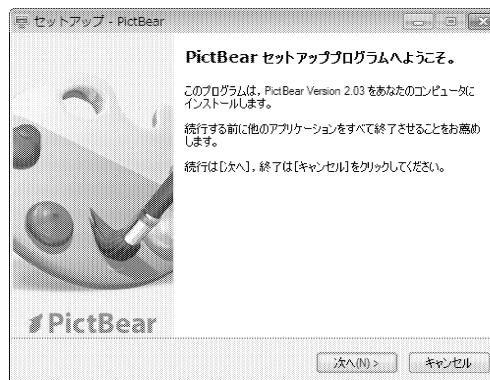 セットアップ - PictBear
PictBear セットアッププログラムへようこそ。
このプログラムは，PictBear Version 2.03 をあなたのコンピュータに
インストールします。
続行する前に他のアプリケーションをすべて終了させることをお薦め
します。
続行は[次へ]，終了は[キャンセル]をクリックしてください。
PictBear
次へ(N) >
キャンセル